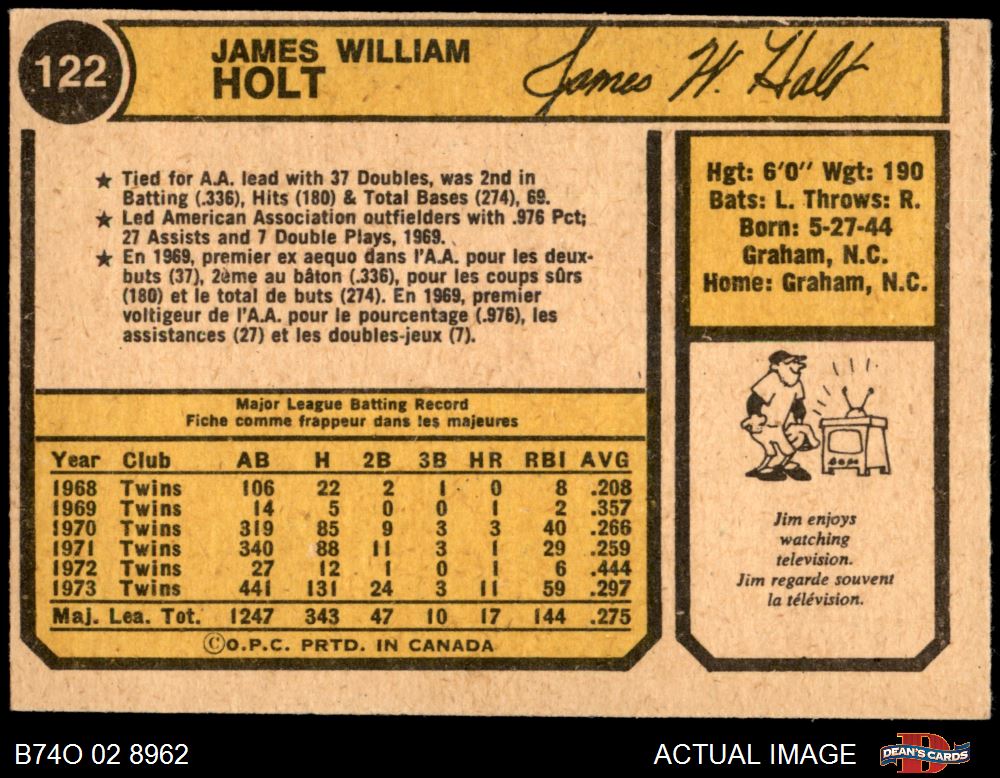 122
JAMES WILLIAM
HOLT
James W. Holt
★ Tied for A.A. lead with 37 Doubles, was 2nd in
Batting (.336), Hits (180) & Total Bases (274), 69.
★ Led American Association outfielders with .976 Pct;
27 Assists and 7 Double Plays, 1969.
★ En 1969, premier ex aequo dans l'A.A. pour les deux-
buts (37), 2ème au bâton (.336), pour les coups sûrs
(180) et le total de buts (274). En 1969, premier
voltigeur de l'A.A. pour le pourcentage (.976), les
assistances (27) et les doubles-jeux (7).
Hgt: 6'0'' Wgt: 190
Bats: L. Throws: R.
Born: 5-27-44
Graham, N.C.
Home: Graham, N.C.
Major League Batting Record
Fiche comme frappeur dans les majeures
Year Club AB H 2B 3B HR RBI AVG
1968 Twins 106 22 2 1 0 8 .208
1969 Twins 14 5 0 0 1 2 .357
1970 Twins 319 85 9 3 3 40 .266
1971 Twins 340 88 11 3 1 29 .259
1972 Twins 27 12 1 0 1 6 .444
1973 Twins 441 131 24 3 11 59 .297
Maj. Lea. Tot. 1247 343 47 10 17 144 .275
©O.P.C. PRTD. IN CANADA
Jim enjoys
watching
television.
Jim regarde souvent
la télévision.
B74O 02 8962
ACTUAL IMAGE
D
DEAN'S CARDS